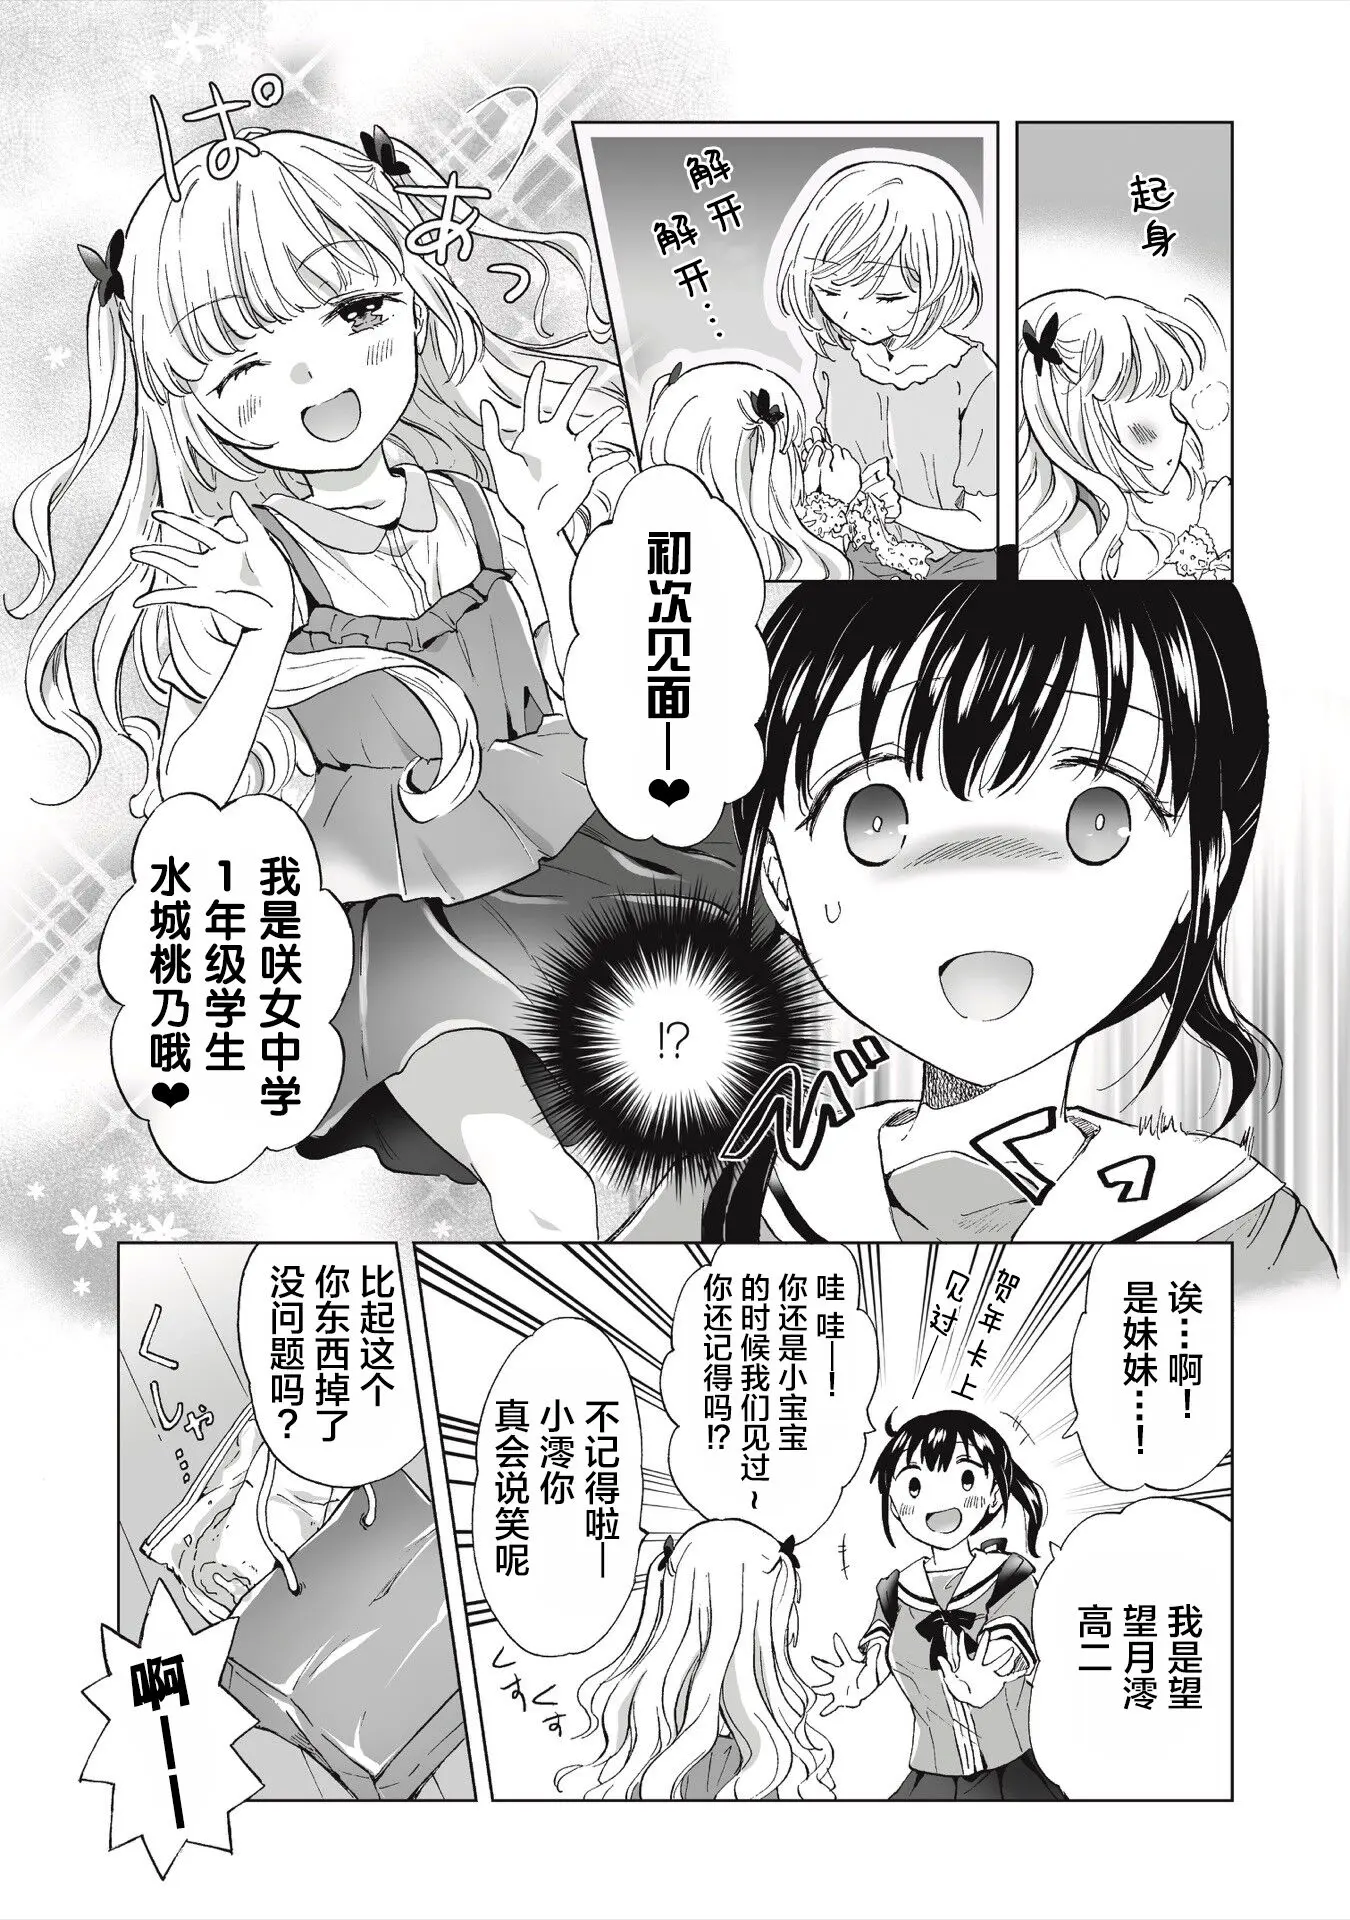 起
身
解开
解开…
ぱ
あっ
初次见面—❤
我是咲女中学
1年级学生
水城桃乃哦❤
!?
诶…啊！
是妹妹…！
我是望
望月澪
高二
贺年卡上
见过
哇哇—！
你还是小宝宝
的时候我们见过~
你还记得吗!?
不记得啦—
小澪你
真会说笑呢
くす
くす
比起这个
你东西掉了
没问题吗？
くしゃ…
啊———